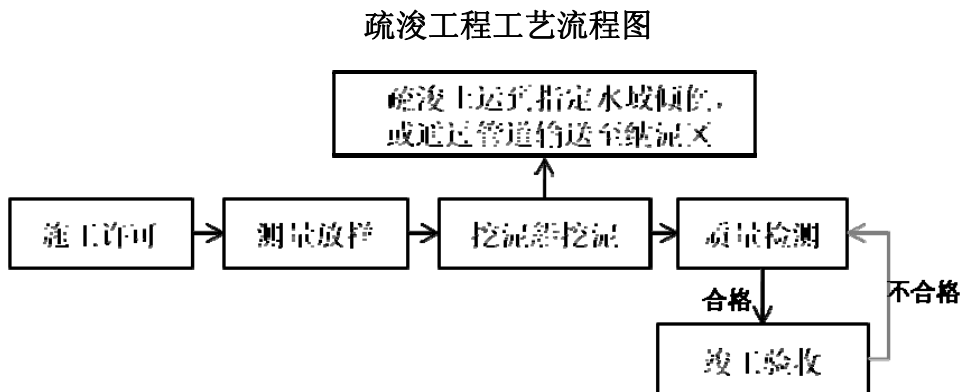 疏浚工程工艺流程图
疏浚土运到指定水域倾倒，
或通过管道输送至纳泥区
施工许可
测量放样
挖泥船挖泥
质量检测
合格
不合格
竣工验收